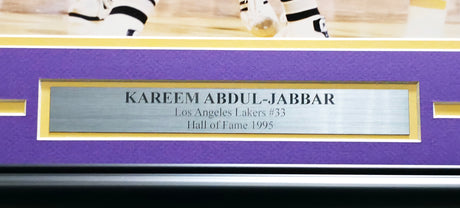 KAREEM ABDUL-JABBAR
Los Angeles Lakers #33
Hall of Fame 1995